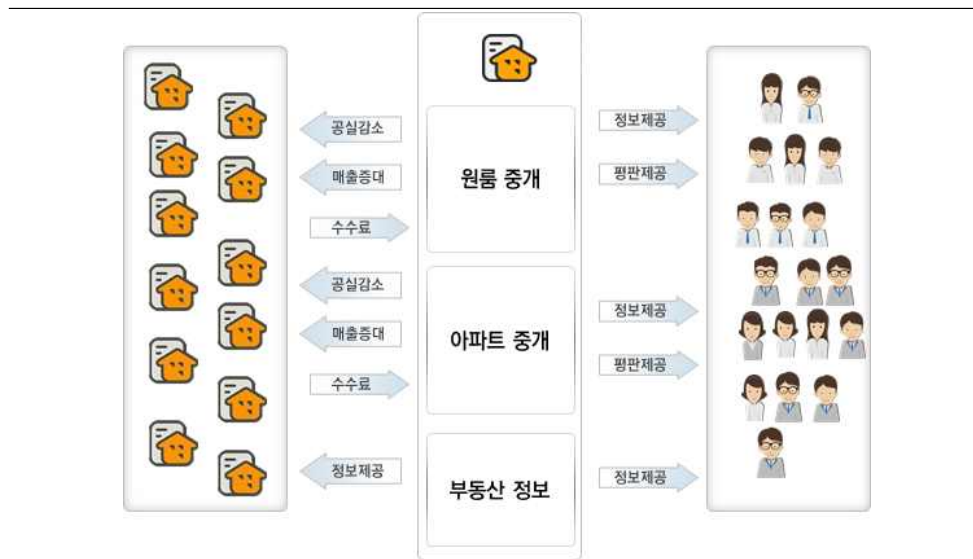 공실감소
매출증대
수수료
원룸 중개
정보제공
평판제공
공실감소
매출증대
수수료
아파트 중개
정보제공
평판제공
정보제공
부동산 정보
정보제공